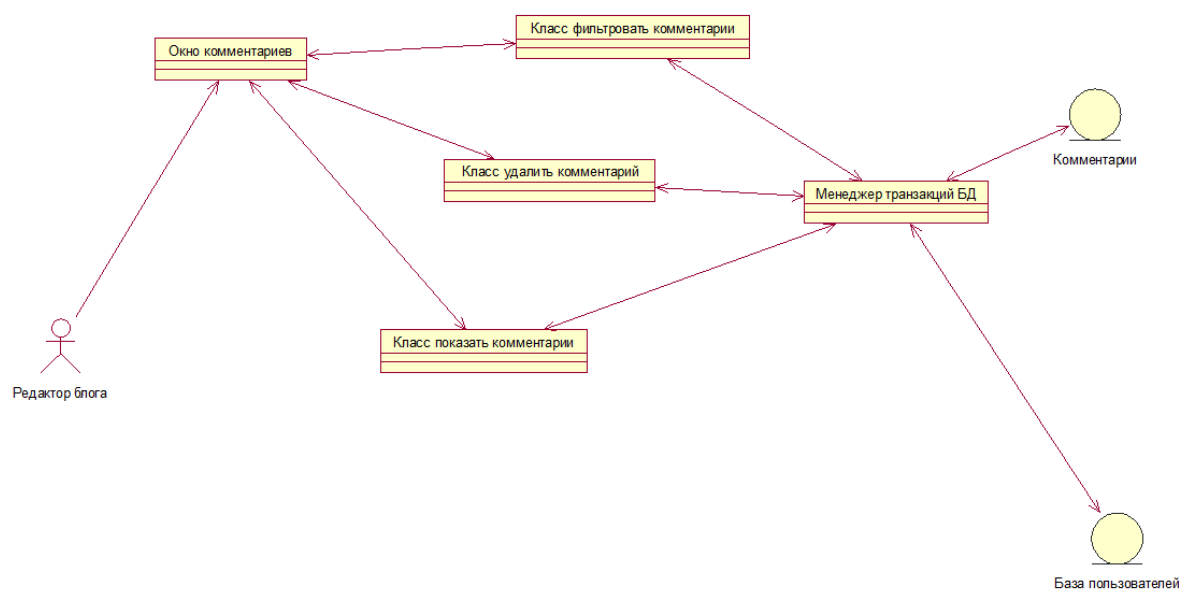 Класс фильтровать комментарии
Окно комментариев
Комментарии
Класс удалить комментарий
Менеджер транзакций БД
Класс показать комментарии
Редактор блога
База пользователей